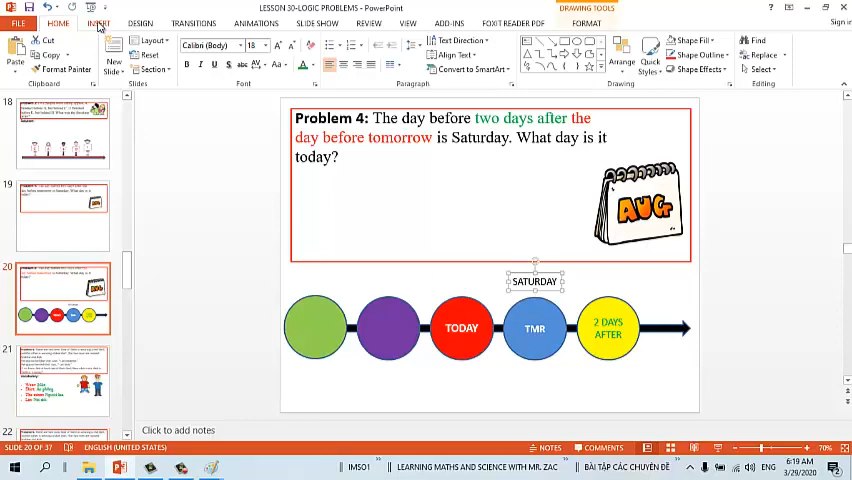 LESSON 30-LOGIC PROBLEMS - PowerPoint
DRAWING TOOLS
Sign in
FILE HOME INSERT DESIGN TRANSITIONS ANIMATIONS SLIDE SHOW REVIEW VIEW ADD-INS FOXIT READER PDF FORMAT
Paste
Cut
Copy
Format Painter
Clipboard
New Slide
Layout
Reset
Section
Slides
Calibri (Body) 18
Font
Text Direction
Align Text
Convert to SmartArt
Paragraph
Drawing
Arrange
Quick Styles
Shape Fill
Shape Outline
Shape Effects
Find
Replace
Select
Editing
18
19
20
21
22
Problem 4: The day before two days after the
day before tomorrow is Saturday. What day is it
today?
AUG
SATURDAY
TODAY
TMR
2 DAYS
AFTER
Click to add notes
SLIDE 20 OF 37 ENGLISH (UNITED STATES) NOTES COMMENTS 70%
IMSO1 LEARNING MATHS AND SCIENCE WITH MR. ZAC BÀI TẬP CÁC CHUYÊN ĐỀ ENG 6:19 AM
3/29/2020